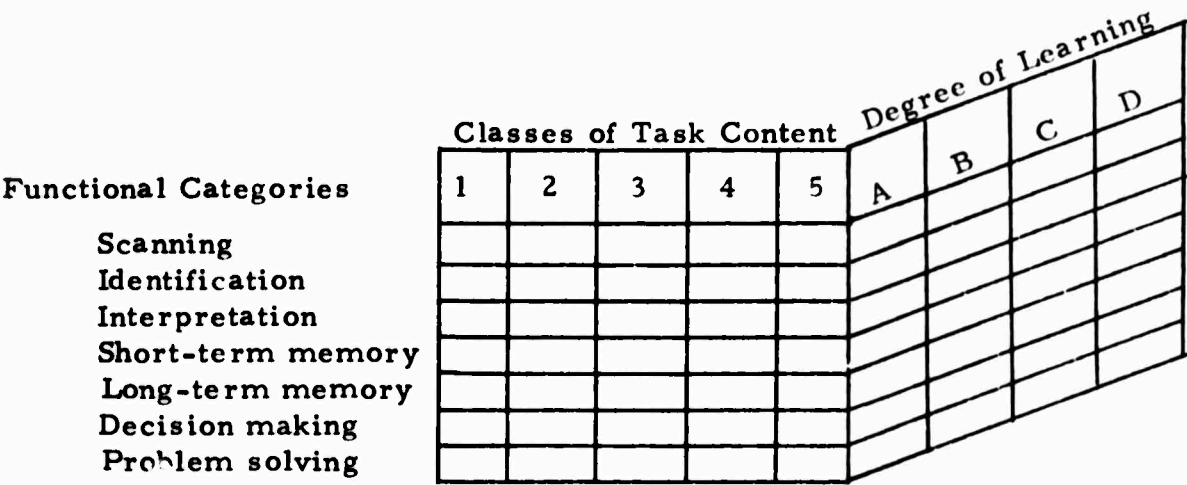 Degree of Learning
Classes of Task Content
A B C D
Functional Categories
1 2 3 4 5
Scanning
Identification
Interpretation
Short-term memory
Long-term memory
Decision making
Problem solving